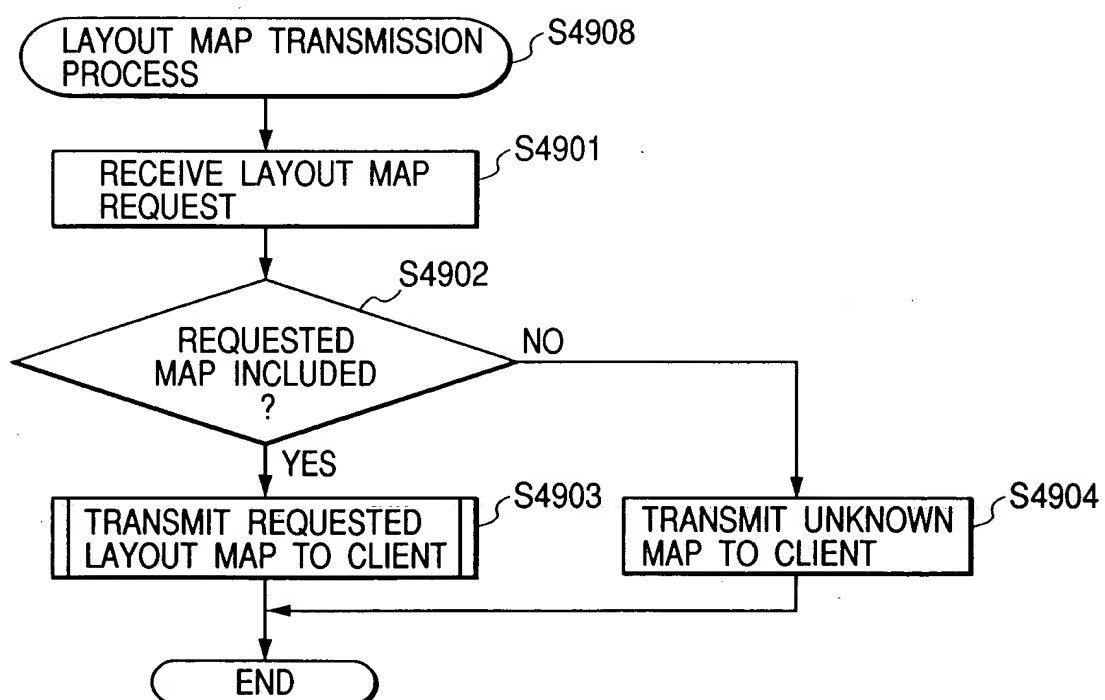 LAYOUT MAP TRANSMISSION
PROCESS
S4908
S4901
RECEIVE LAYOUT MAP
REQUEST
S4902
REQUESTED
MAP INCLUDED
?
NO
YES
S4903
TRANSMIT REQUESTED
LAYOUT MAP TO CLIENT
S4904
TRANSMIT UNKNOWN
MAP TO CLIENT
END